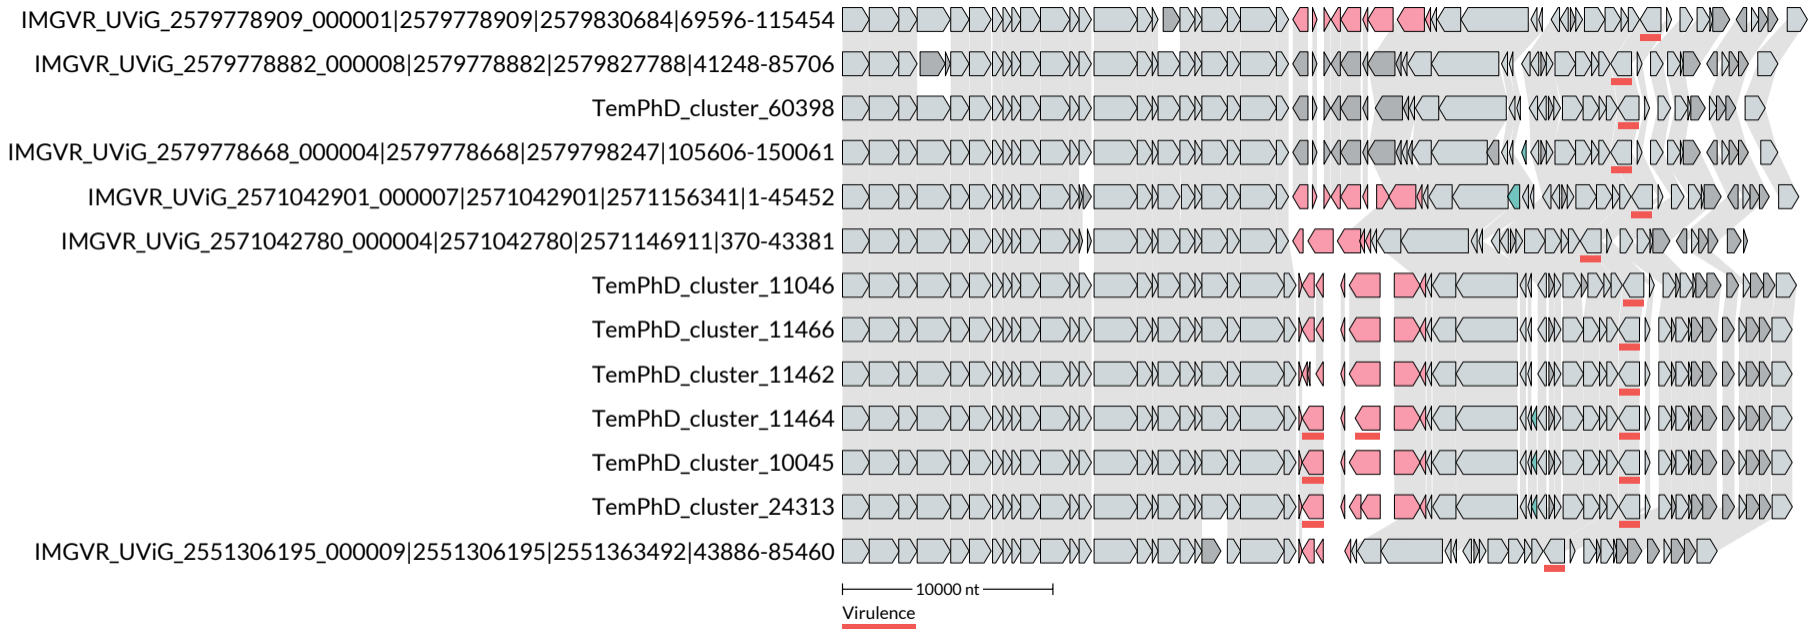 IMGVR_UViG_2579778909_000001|2579778909|2579830684|69596-115454
IMGVR_UViG_2579778882_000008|2579778882|2579827788|41248-85706
TemPhD_cluster_60398
IMGVR_UViG_2579778668_000004|2579778668|2579798247|105606-150061
IMGVR_UViG_2571042901_000007|2571042901|2571156341|1-45452
IMGVR_UViG_2571042780_000004|2571042780|2571146911|370-43381
TemPhD_cluster_11046
TemPhD_cluster_11466
TemPhD_cluster_11462
TemPhD_cluster_11464
TemPhD_cluster_10045
TemPhD_cluster_24313
IMGVR_UViG_2551306195_000009|2551306195|2551363492|43886-85460
10000 nt
Virulence